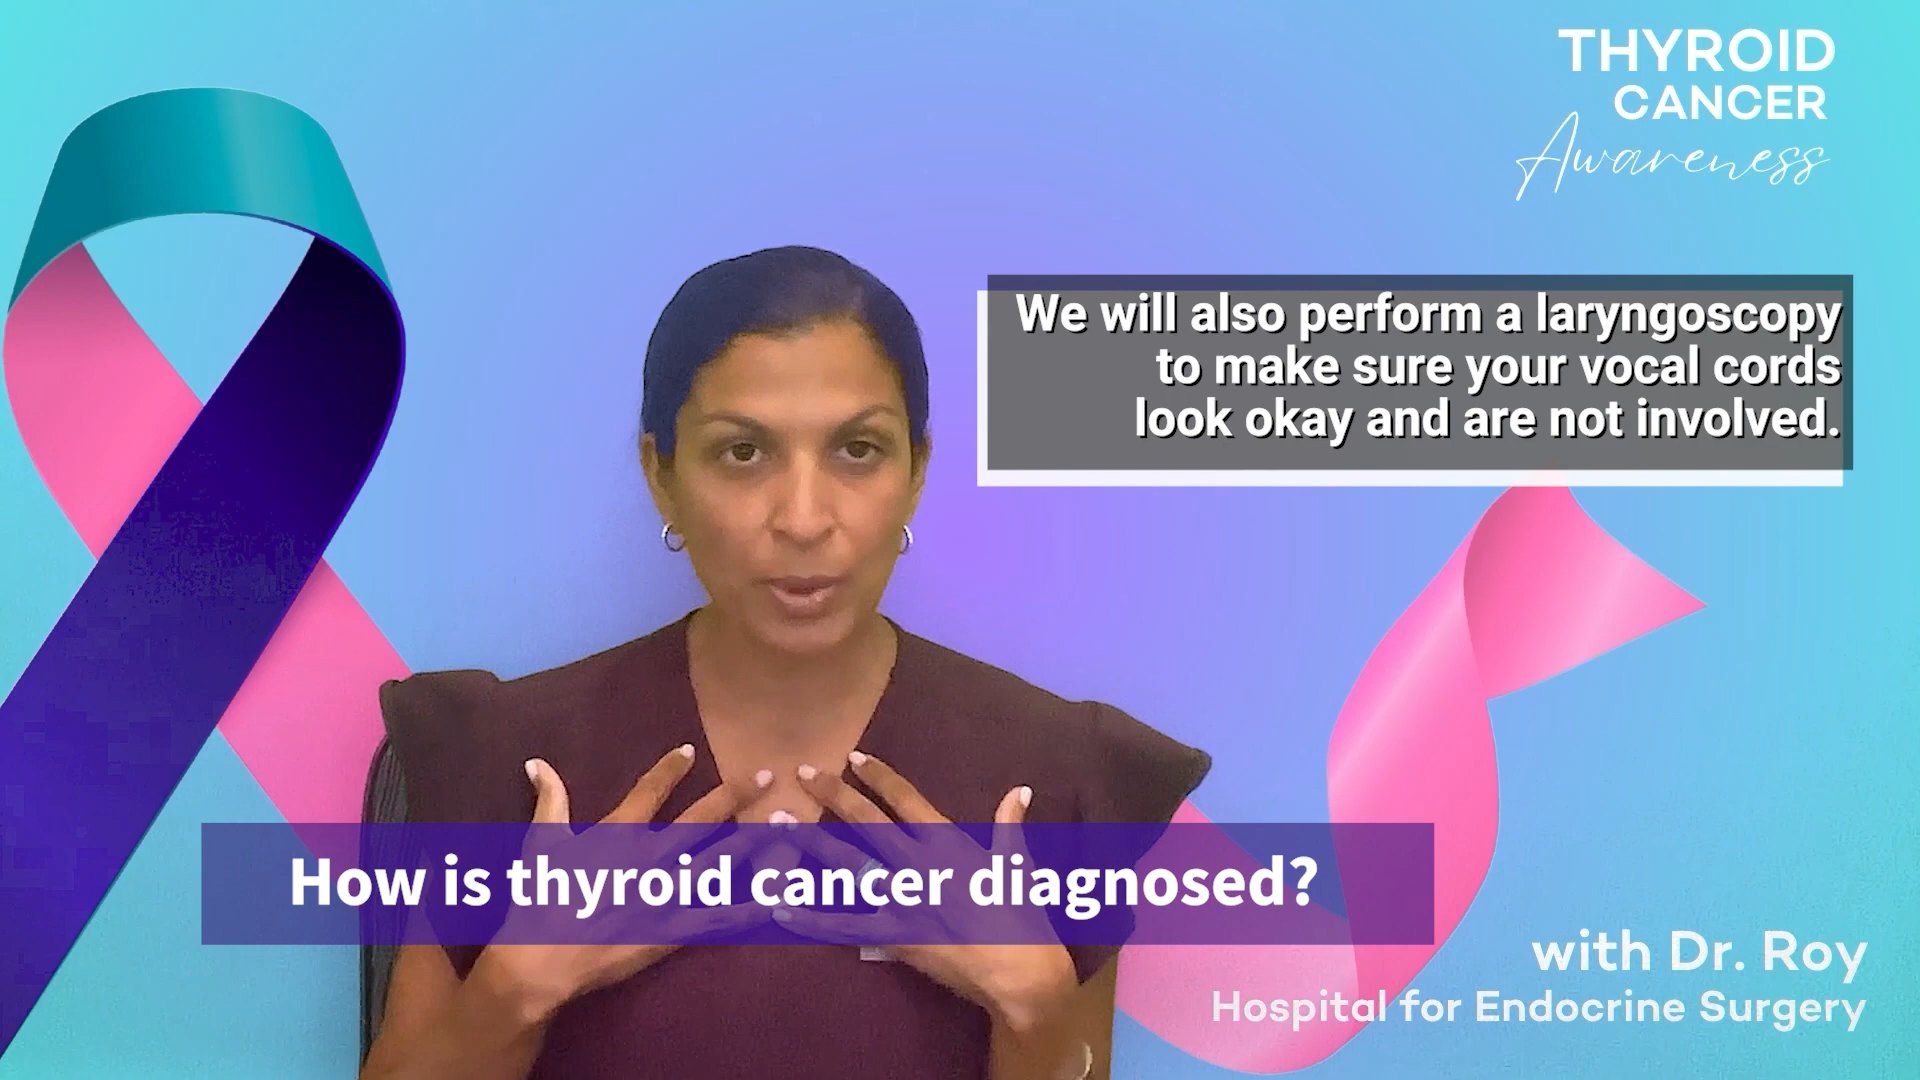 THYROID
CANCER
Awareness
We will also perform a laryngoscopy
to make sure your vocal cords
look okay and are not involved.
How is thyroid cancer diagnosed?
with Dr. Roy
Hospital for Endocrine Surgery